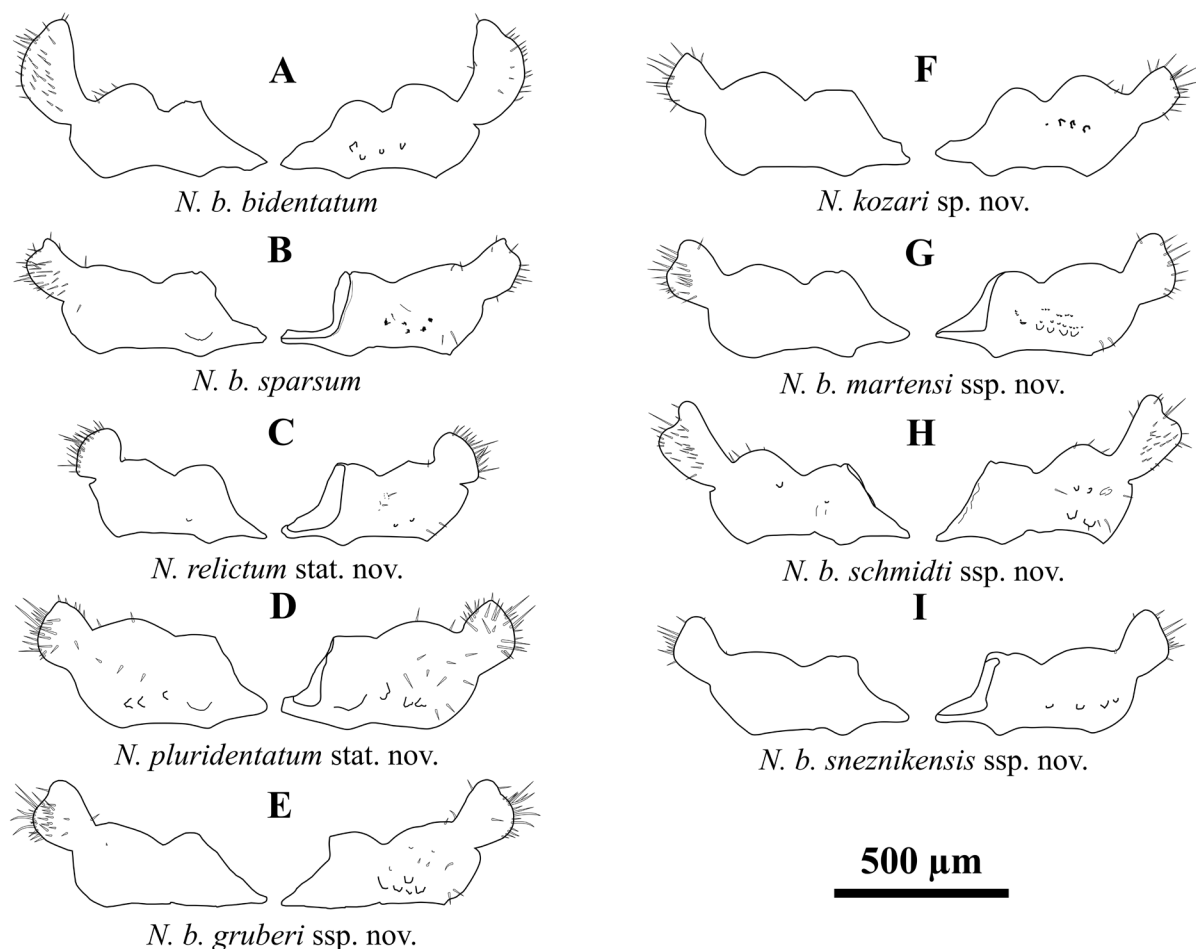 A
N. b. bidentatum
B
N. b. sparsum
C
N. relictum stat. nov.
D
N. pluridentatum stat. nov.
E
N. b. gruberi ssp. nov.
F
N. kozari sp. nov.
G
N. b. martensi ssp. nov.
H
N. b. schmidti ssp. nov.
I
N. b. sneznikensis ssp. nov.
500 µm